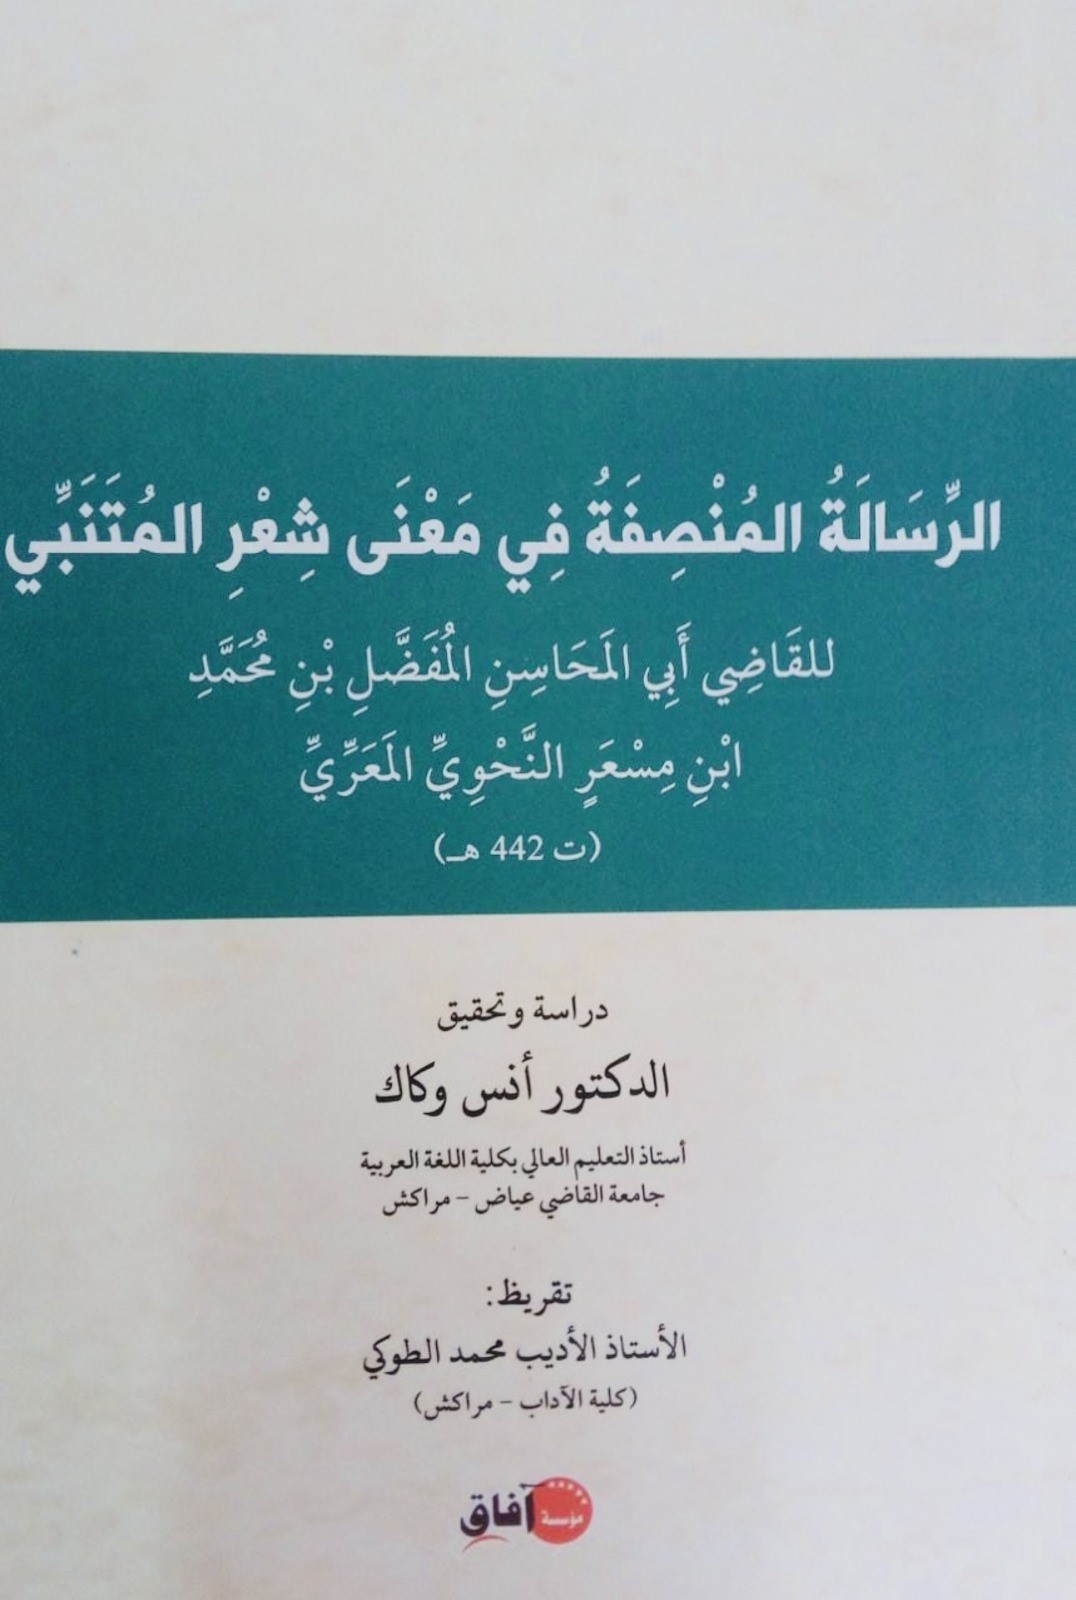 الرِّسَالَةُ المُنْصِفَةُ فِي مَعْنَى شِعْرِ المُتَنَبِّي
للقَاضِي أَبِي المَحَاسِنِ المُفَضَّلِ بْنِ مُحَمَّدِ
ابْنِ مِسْعَرٍ النَّحْوِيِّ المَعَرِّيِّ
(ت 442 هـ)
دراسة وتحقيق
الدكتور أنس وكاك
أستاذ التعليم العالي بكلية اللغة العربية
جامعة القاضي عياض - مراكش
تقريظ:
الأستاذ الأديب محمد الطوكي
(كلية الآداب - مراكش)
مؤسسة آفاق